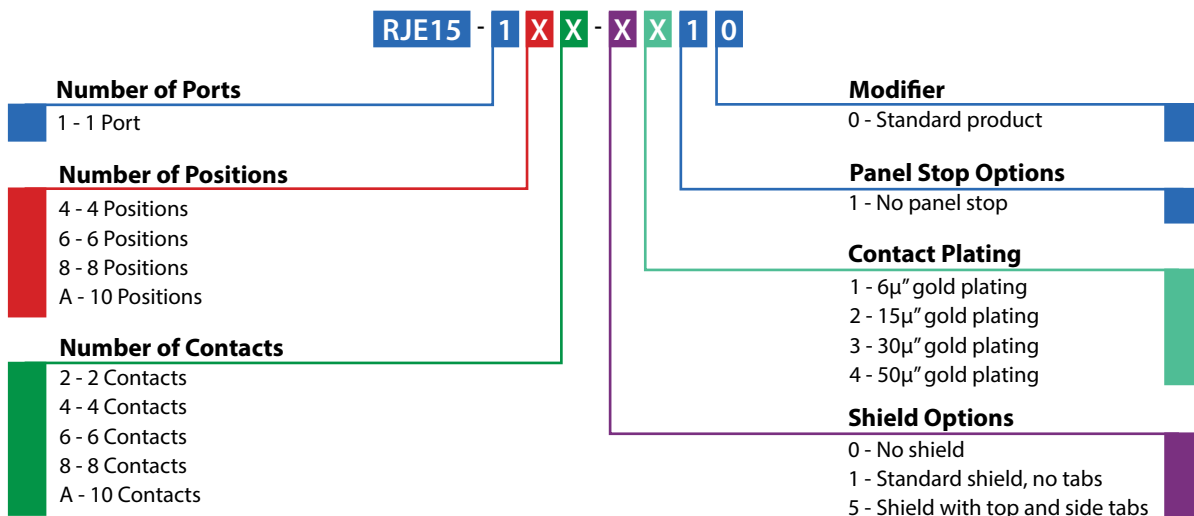 RJE15 - 1 X X - X X 1 0
Number of Ports
1 - 1 Port
Number of Positions
4 - 4 Positions
6 - 6 Positions
8 - 8 Positions
A - 10 Positions
Number of Contacts
2 - 2 Contacts
4 - 4 Contacts
6 - 6 Contacts
8 - 8 Contacts
A - 10 Contacts
Modifier
0 - Standard product
Panel Stop Options
1 - No panel stop
Contact Plating
1 - 6µ” gold plating
2 - 15µ” gold plating
3 - 30µ” gold plating
4 - 50µ” gold plating
Shield Options
0 - No shield
1 - Standard shield, no tabs
5 - Shield with top and side tabs